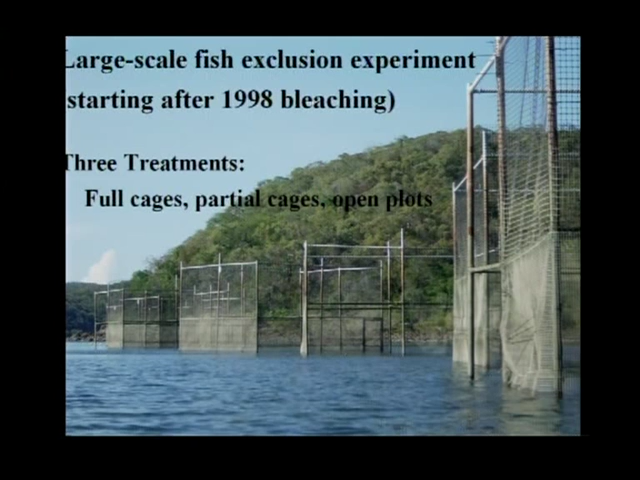 Large-scale fish exclusion experiment
starting after 1998 bleaching)
Three Treatments:
Full cages, partial cages, open plots